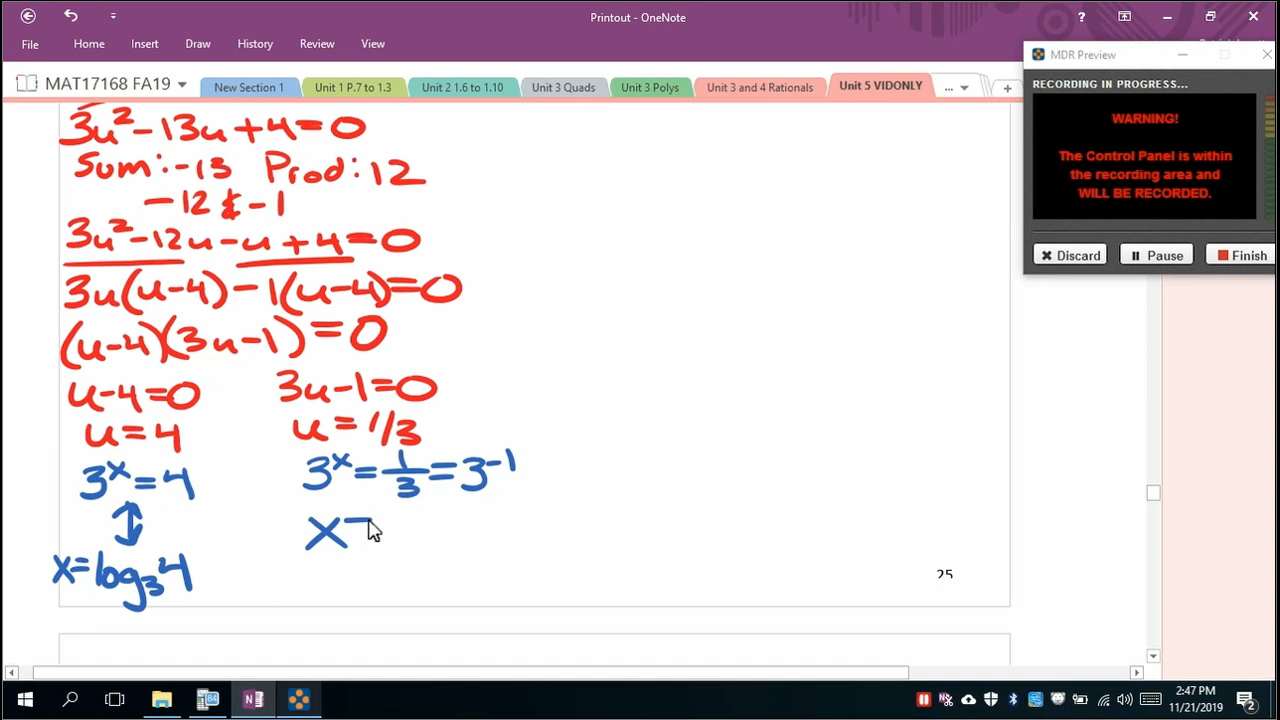 Printout - OneNote
?
File Home Insert Draw History Review View
MAT17168 FA19
New Section 1
Unit 1 P.7 to 1.3
Unit 2 1.6 to 1.10
Unit 3 Quads
Unit 3 Polys
Unit 3 and 4 Rationals
Unit 5 VIDONLY
...
+
MDR Preview
RECORDING IN PROGRESS...
WARNING!
The Control Panel is within
the recording area and
WILL BE RECORDED.
Discard
Pause
Finish
3u² - 13u + 4 = 0
Sum: -13 Prod: 12
-12 & -1
3u² - 12u - u + 4 = 0
3u(u-4) - 1(u-4) = 0
(u-4)(3u-1) = 0
u-4=0 3u-1=0
u=4 u=1/3
3^x=4 3^x=1/3=3^-1
x=log₃4 x
25
2:47 PM
11/21/2019
2